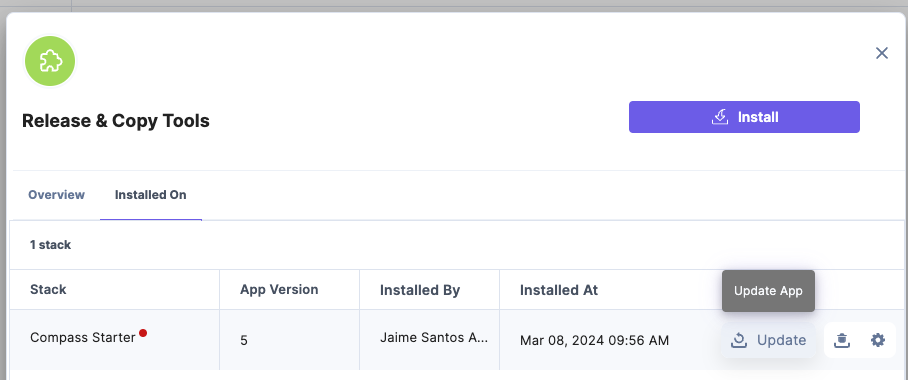 Release & Copy Tools
Install
Overview
Installed On
1 stack
Stack
App Version
Installed By
Installed At
Update App
Compass Starter
5
Jaime Santos A...
Mar 08, 2024 09:56 AM
Update